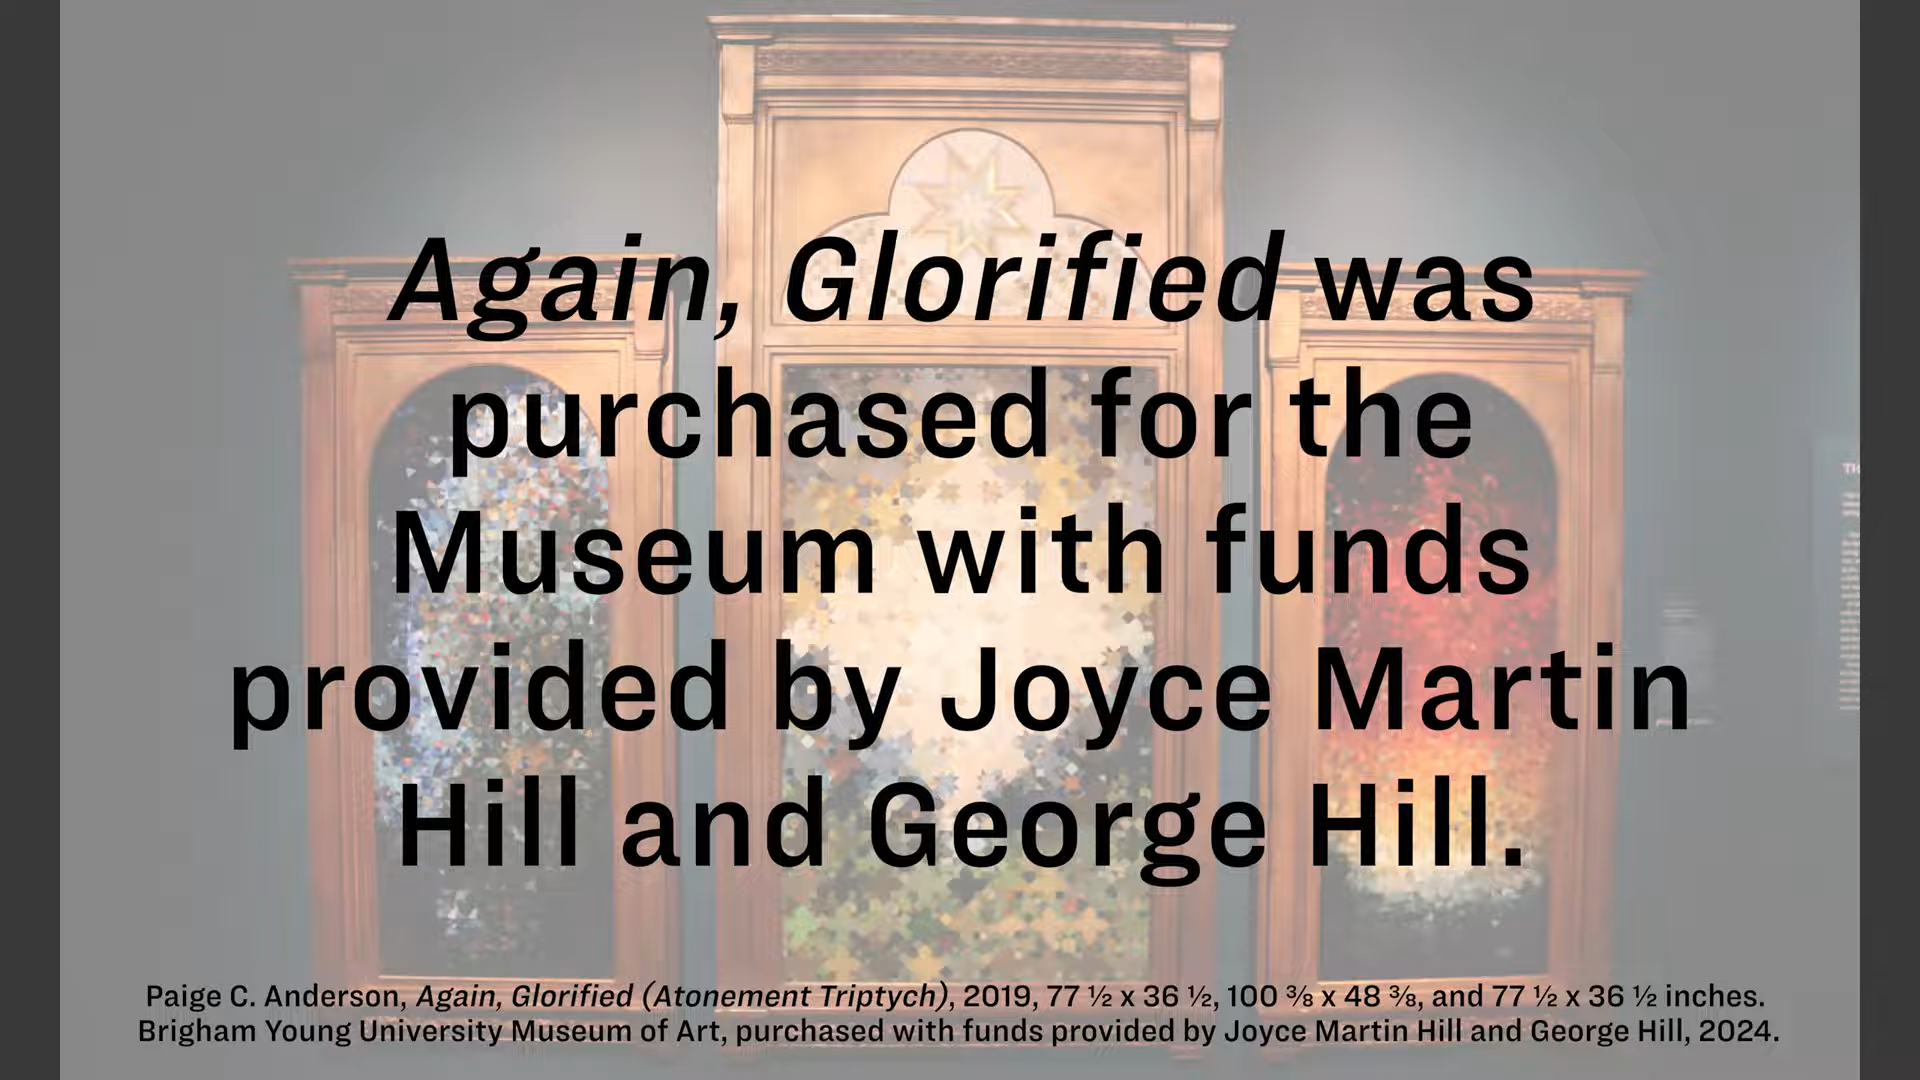 Again, Glorified was
purchased for the
Museum with funds
provided by Joyce Martin
Hill and George Hill.
Paige C. Anderson, Again, Glorified (Atonement Triptych), 2019, 77 ½ x 36 ½, 100 ⅜ x 48 ⅜, and 77 ½ x 36 ½ inches.
Brigham Young University Museum of Art, purchased with funds provided by Joyce Martin Hill and George Hill, 2024.